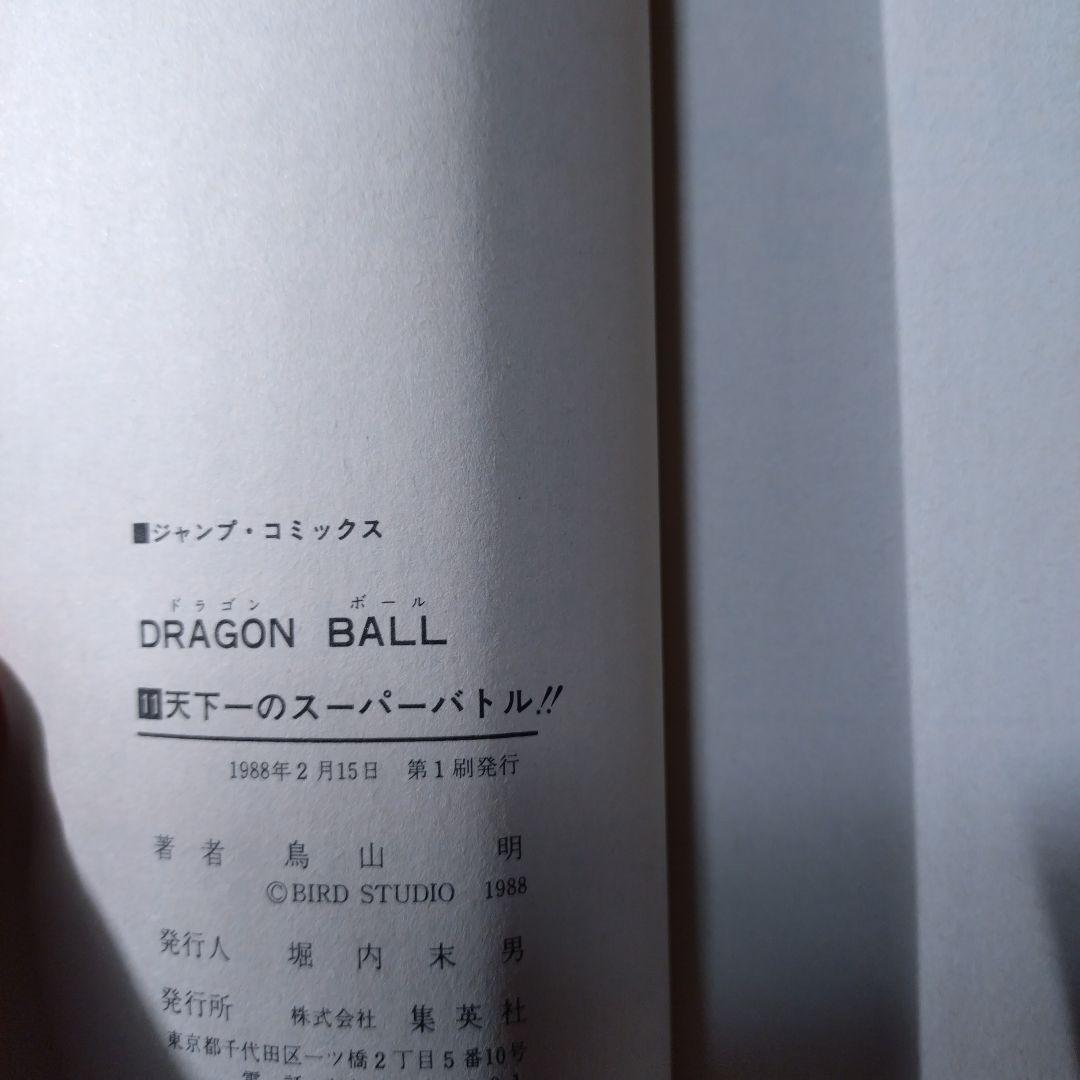 ■ジャンプ・コミックス
ドラゴン ボール
DRAGON BALL
11天下一のスーパーバトル!!
1988年2月15日 第1刷発行
著者 鳥山 明
©BIRD STUDIO 1988
発行人 堀内末男
発行所 株式会社 集英社
東京都千代田区一ツ橋2丁目5番10号